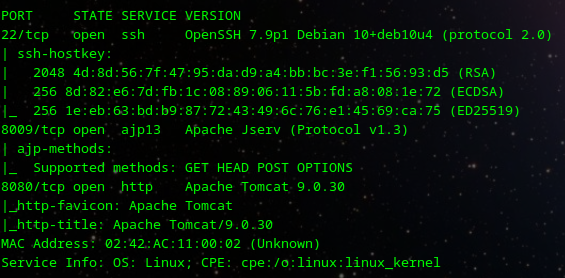 PORT     STATE SERVICE VERSION
22/tcp   open  ssh     OpenSSH 7.9p1 Debian 10+deb10u4 (protocol 2.0)
| ssh-hostkey:
|   2048 4d:8d:56:7f:47:95:da:d9:a4:bb:bc:3e:f1:56:93:d5 (RSA)
|   256 8d:82:e6:7d:fb:1c:08:89:06:11:5b:fd:a8:08:1e:72 (ECDSA)
|_  256 1e:eb:63:bd:b9:87:72:43:49:6c:76:e1:45:69:ca:75 (ED25519)
8009/tcp open  ajp13   Apache Jserv (Protocol v1.3)
| ajp-methods:
|_  Supported methods: GET HEAD POST OPTIONS
8080/tcp open  http    Apache Tomcat 9.0.30
|_http-favicon: Apache Tomcat
|_http-title: Apache Tomcat/9.0.30
MAC Address: 02:42:AC:11:00:02 (Unknown)
Service Info: OS: Linux; CPE: cpe:/o:linux:linux_kernel